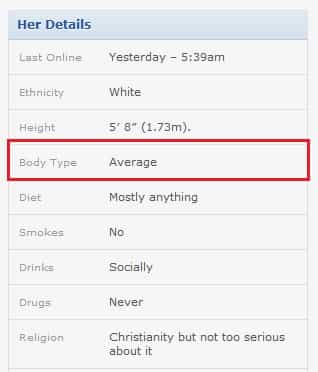 Her Details
Last Online Yesterday – 5:39am
Ethnicity White
Height 5’ 8” (1.73m).
Body Type Average
Diet Mostly anything
Smokes No
Drinks Socially
Drugs Never
Religion Christianity but not too serious
about it